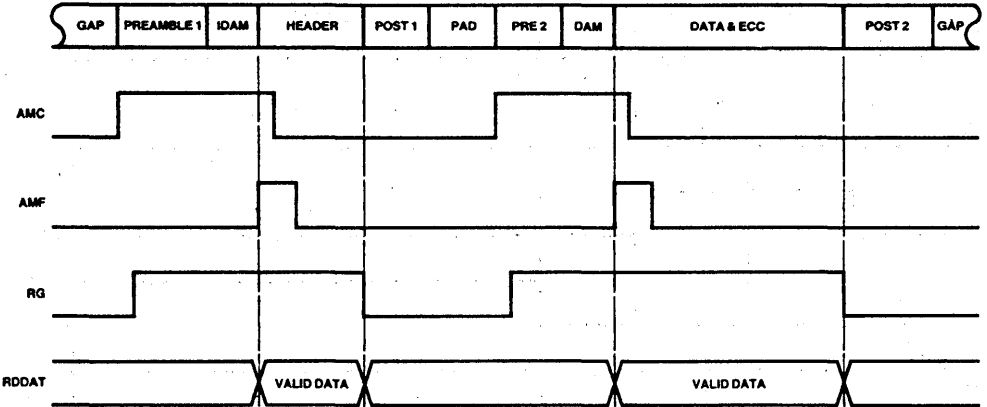 GAP PREAMBLE 1 IDAM HEADER POST 1 PAD PRE 2 DAM DATA & ECC POST 2 GAP
AMC
AMF
RG
RDDAT VALID DATA VALID DATA